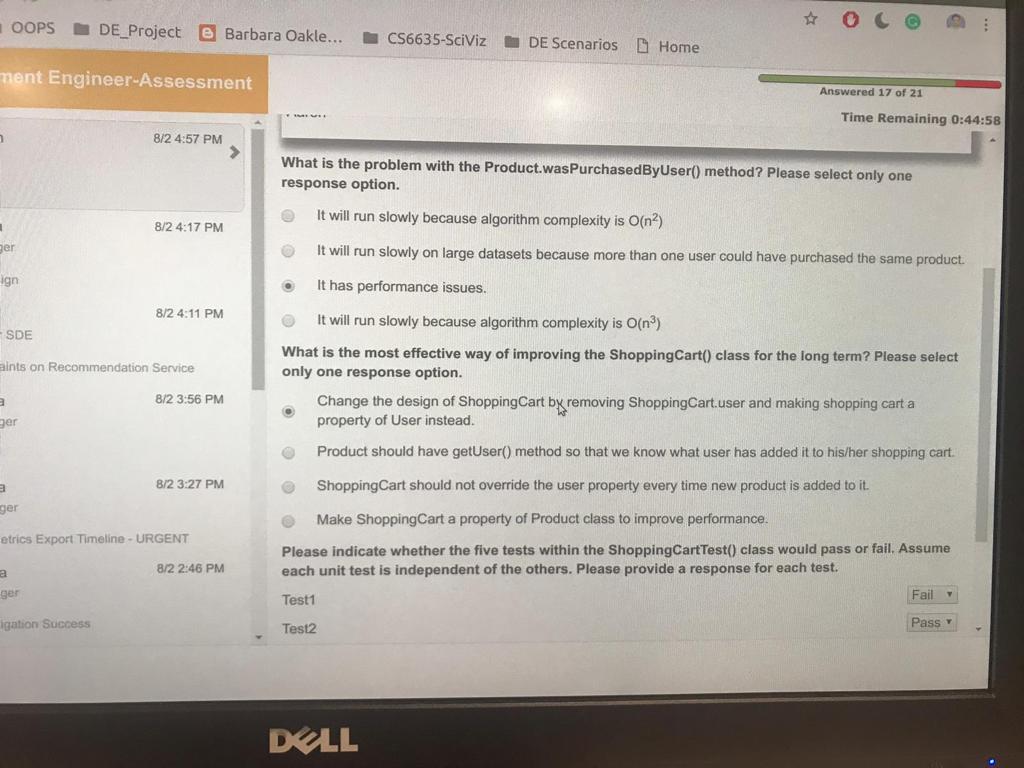 OOPS DE_Project Barbara Oakle... CS6635-SciViz DE Scenarios Home
ment Engineer-Assessment
Answered 17 of 21
Time Remaining 0:44:58
8/2 4:57 PM
8/2 4:17 PM
ger
ign
8/2 4:11 PM
SDE
aints on Recommendation Service
a 8/2 3:56 PM
ger
a 8/2 3:27 PM
ger
etrics Export Timeline - URGENT
a 8/2 2:46 PM
ger
igation Success
What is the problem with the Product.wasPurchasedByUser() method? Please select only one
response option.
It will run slowly because algorithm complexity is O(n²)
It will run slowly on large datasets because more than one user could have purchased the same product.
It has performance issues.
It will run slowly because algorithm complexity is O(n³)
What is the most effective way of improving the ShoppingCart() class for the long term? Please select
only one response option.
Change the design of ShoppingCart by removing ShoppingCart.user and making shopping cart a
property of User instead.
Product should have getUser() method so that we know what user has added it to his/her shopping cart.
ShoppingCart should not override the user property every time new product is added to it.
Make ShoppingCart a property of Product class to improve performance.
Please indicate whether the five tests within the ShoppingCartTest() class would pass or fail. Assume
each unit test is independent of the others. Please provide a response for each test.
Test1 Fail
Test2 Pass
DELL